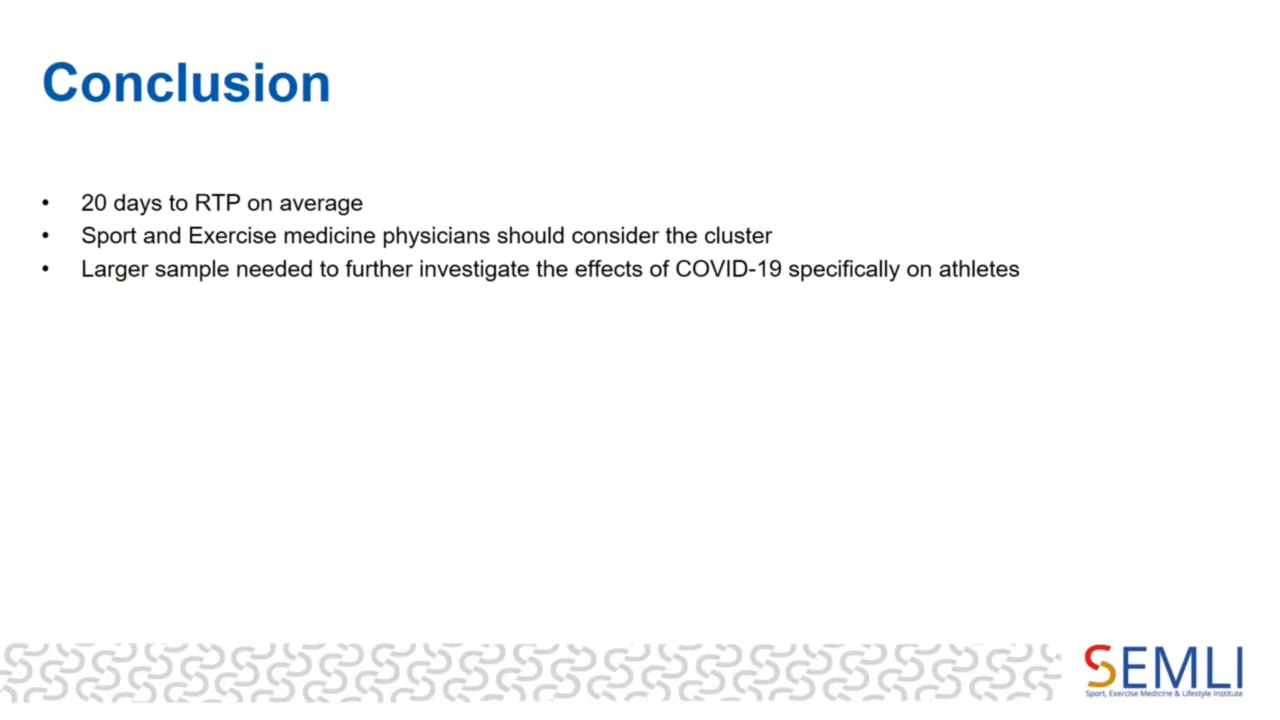 Conclusion
• 20 days to RTP on average
• Sport and Exercise medicine physicians should consider the cluster
• Larger sample needed to further investigate the effects of COVID-19 specifically on athletes
SEMLI
Sport, Exercise Medicine & Lifestyle Institute